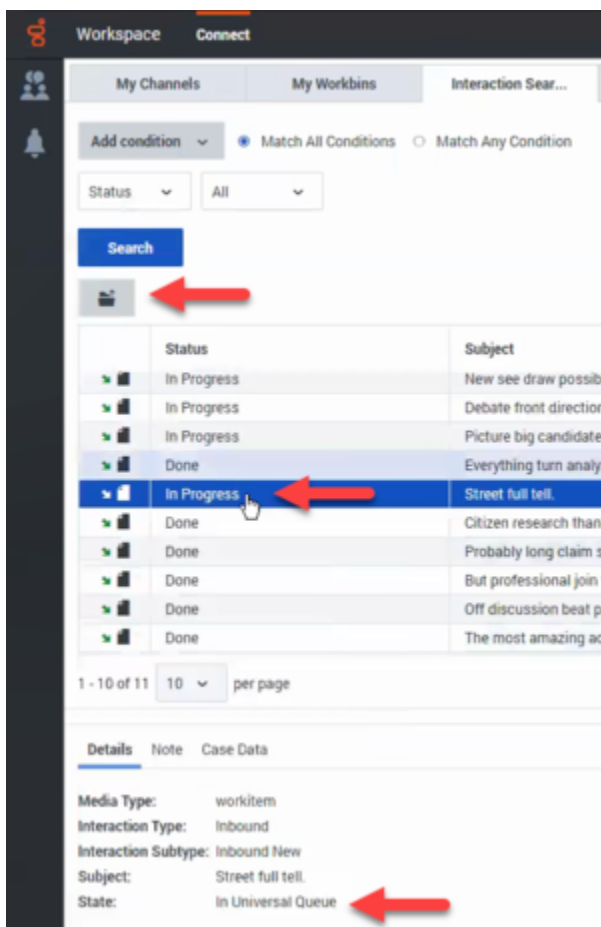 Workspace Connect
My Channels My Workbins Interaction Sear...
Add condition Match All Conditions Match Any Condition
Status All
Search
Status Subject
In Progress New see draw possib
In Progress Debate front direction
In Progress Picture big candidate
Done Everything turn analy
In Progress Street full tell.
Done Citizen research than
Done Probably long claim s
Done But professional join
Done Off discussion beat p
Done The most amazing ac
1 - 10 of 11 10 per page
Details Note Case Data
Media Type: workitem
Interaction Type: Inbound
Interaction Subtype: Inbound New
Subject: Street full tell.
State: In Universal Queue